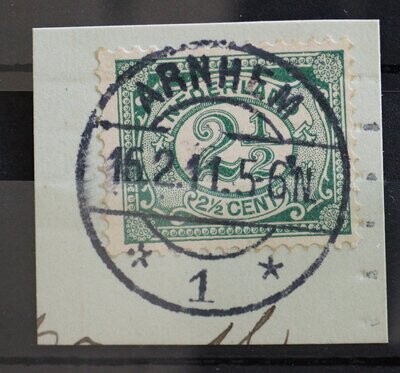 ARNHEM
NEDERLAND
2½
16.2.11.5-6N
2½ CENT
* 1 *